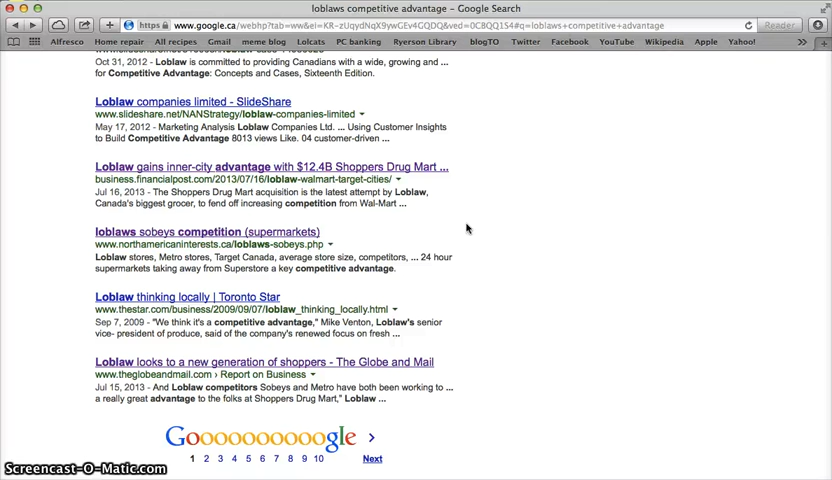 loblaws competitive advantage - Google Search
https www.google.ca/webhp?tab=ww&ei=KR-zUqydNqX9ywGEv4GQDQ&ved=0CBQQ1S4#q=loblaws+competitive+advantage
Reader
Alfresco Home repair All recipes Gmail meme blog Lolcats PC banking Ryerson Library blogTO Twitter Facebook YouTube Wikipedia Apple Yahoo!
Oct 31, 2012 - Loblaw is committed to providing Canadians with a wide, growing and ...
for Competitive Advantage: Concepts and Cases, Sixteenth Edition.
Loblaw companies limited - SlideShare
www.slideshare.net/NANStrategy/loblaw-companies-limited
May 17, 2012 - Marketing Analysis Loblaw Companies Ltd. ... Using Customer Insights
to Build Competitive Advantage 8013 views Like. 04 customer-driven ...
Loblaw gains inner-city advantage with $12.4B Shoppers Drug Mart ...
business.financialpost.com/2013/07/16/loblaw-walmart-target-cities/
Jul 16, 2013 - The Shoppers Drug Mart acquisition is the latest attempt by Loblaw,
Canada's biggest grocer, to fend off increasing competition from Wal-Mart ...
loblaws sobeys competition (supermarkets)
www.northamericaninterests.ca/loblaws-sobeys.php
Loblaw stores, Metro stores, Target Canada, average store size, competitors, ... 24 hour
supermarkets taking away from Superstore a key competitive advantage.
Loblaw thinking locally | Toronto Star
www.thestar.com/business/2009/09/07/loblaw_thinking_locally.html
Sep 7, 2009 - "We think it's a competitive advantage," Mike Venton, Loblaw's senior
vice- president of produce, said of the company's renewed focus on fresh ...
Loblaw looks to a new generation of shoppers - The Globe and Mail
www.theglobeandmail.com › Report on Business
Jul 15, 2013 - And Loblaw competitors Sobeys and Metro have both been working to ...
a really great advantage to the folks at Shoppers Drug Mart," Loblaw ...
Goooooooooogle >
1 2 3 4 5 6 7 8 9 10 Next
Screencast-O-Matic.com